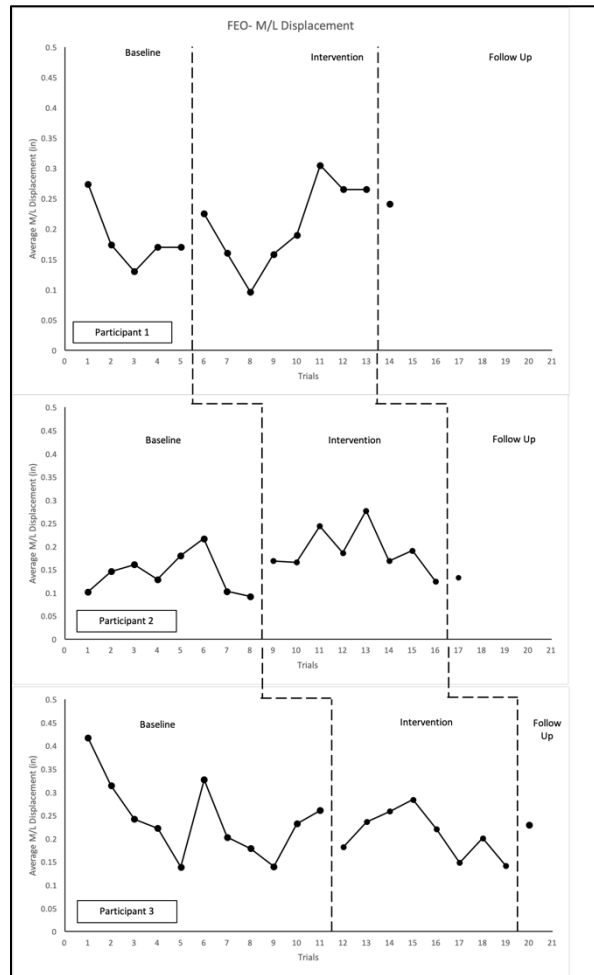 FEO- M/L Displacement
Baseline
Intervention
Follow Up
Average M/L Displacement (in)
0.5
0.45
0.4
0.35
0.3
0.25
0.2
0.15
0.1
0.05
0
Participant 1
0 1 2 3 4 5 6 7 8 9 10 11 12 13 14 15 16 17 18 19 20 21
Trials
Baseline
Intervention
Follow Up
Average M/L Displacement (in)
0.5
0.45
0.4
0.35
0.3
0.25
0.2
0.15
0.1
0.05
0
Participant 2
0 1 2 3 4 5 6 7 8 9 10 11 12 13 14 15 16 17 18 19 20 21
Trials
Baseline
Intervention
Follow
Up
Average M/L Displacement (in)
0.5
0.45
0.4
0.35
0.3
0.25
0.2
0.15
0.1
0.05
0
Participant 3
0 1 2 3 4 5 6 7 8 9 10 11 12 13 14 15 16 17 18 19 20 21
Trials